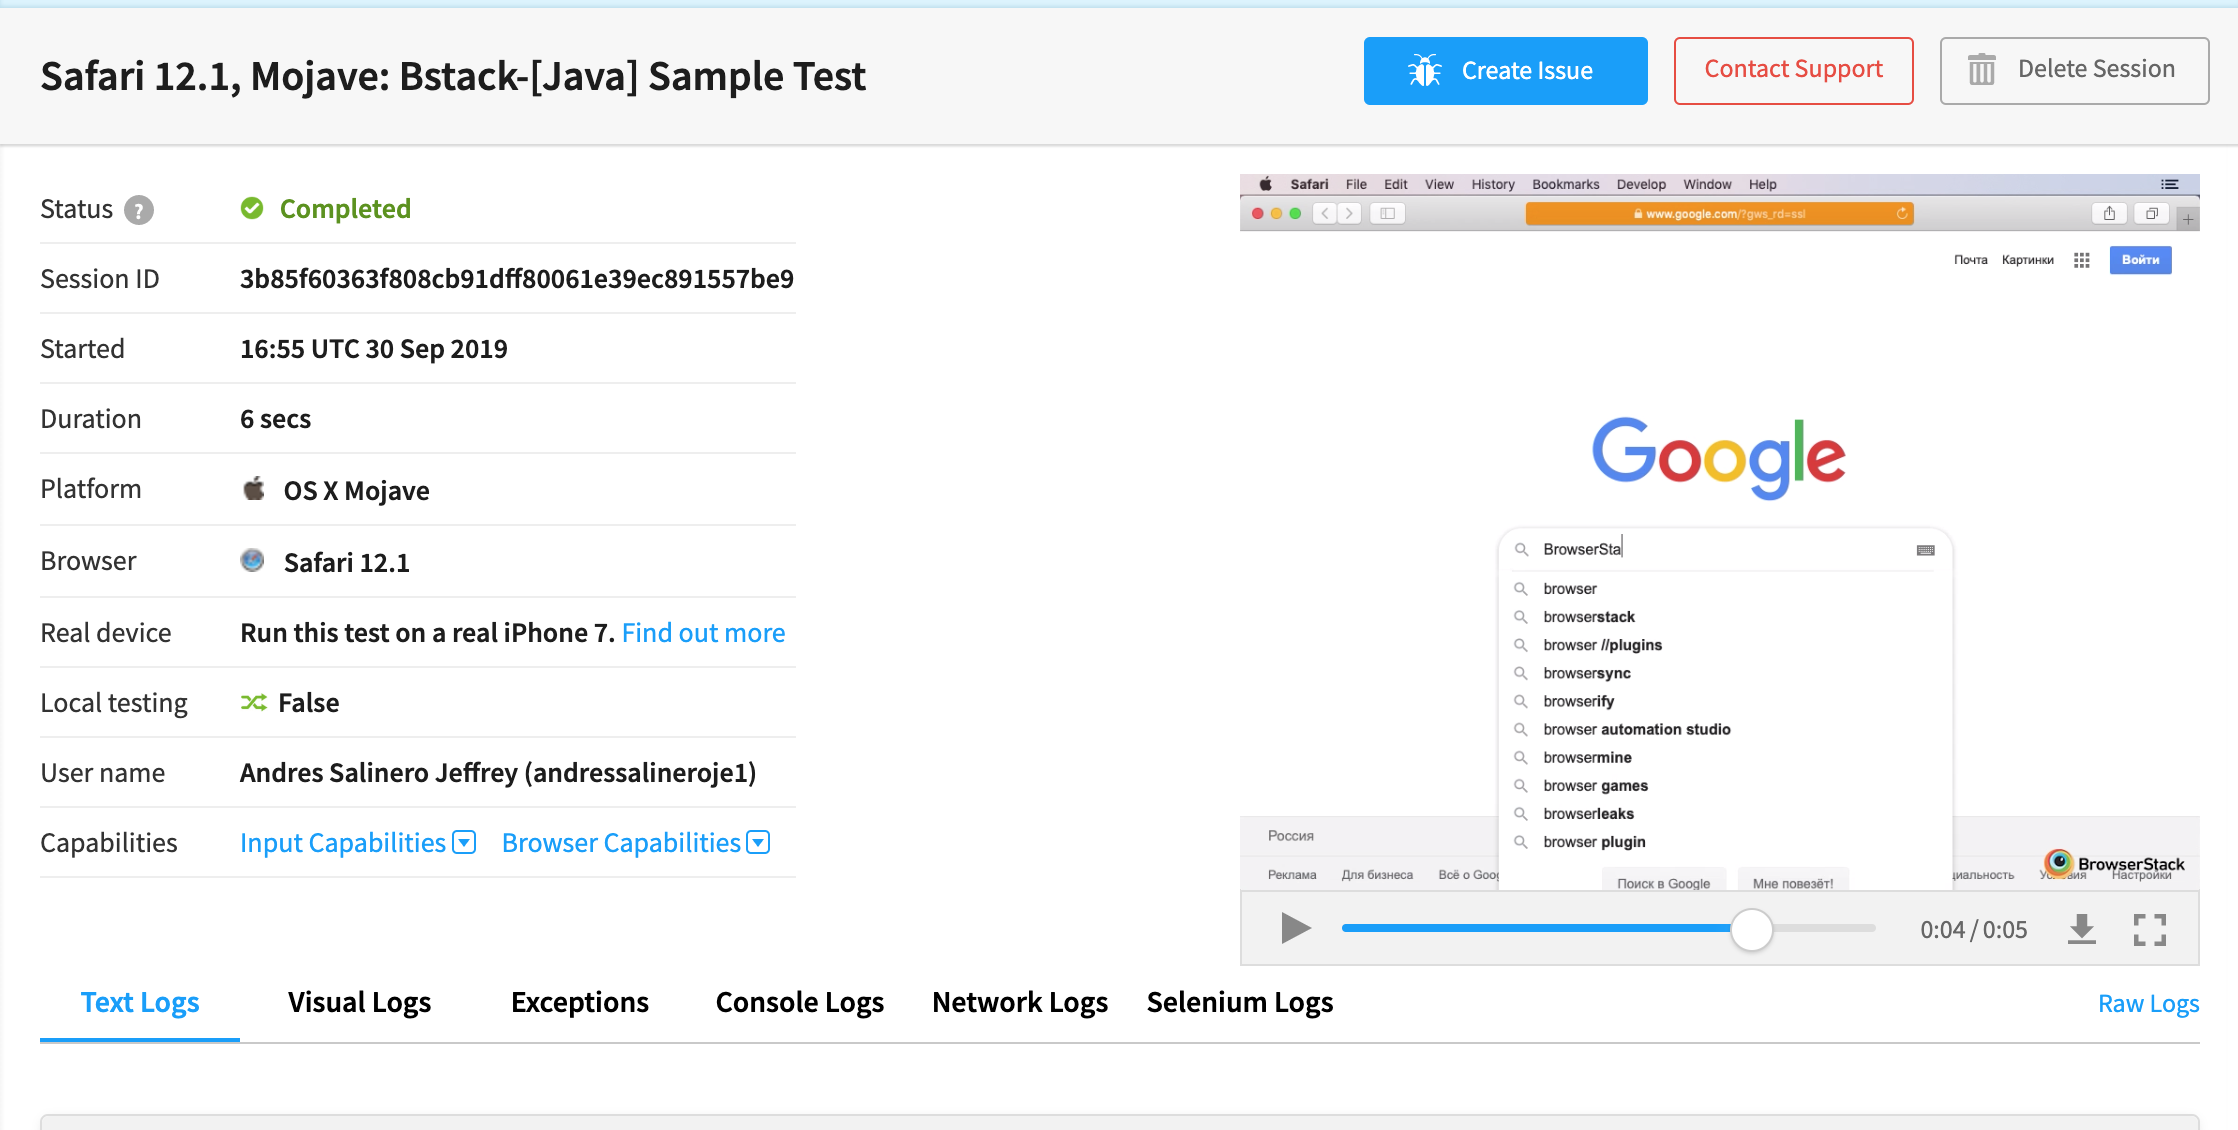 Safari 12.1, Mojave: Bstack-[Java] Sample Test
Create Issue
Contact Support
Delete Session
Status ?
Completed
Session ID
3b85f60363f808cb91dff80061e39ec891557be9
Started
16:55 UTC 30 Sep 2019
Duration
6 secs
Platform
OS X Mojave
Browser
Safari 12.1
Real device
Run this test on a real iPhone 7. Find out more
Local testing
False
User name
Andres Salinero Jeffrey (andressalineroje1)
Capabilities
Input Capabilities
Browser Capabilities
Safari File Edit View History Bookmarks Develop Window Help
www.google.com/?gws_rd=ssl
Почта Картинки Войти
Google
BrowserSta
browser
browserstack
browser //plugins
browsersync
browserify
browser automation studio
browsermine
browser games
browserleaks
browser plugin
Поиск в Google Мне повезёт!
Россия
Реклама Для бизнеса Всё о Goog
Настройки
BrowserStack
0:04 / 0:05
Text Logs Visual Logs Exceptions Console Logs Network Logs Selenium Logs Raw Logs